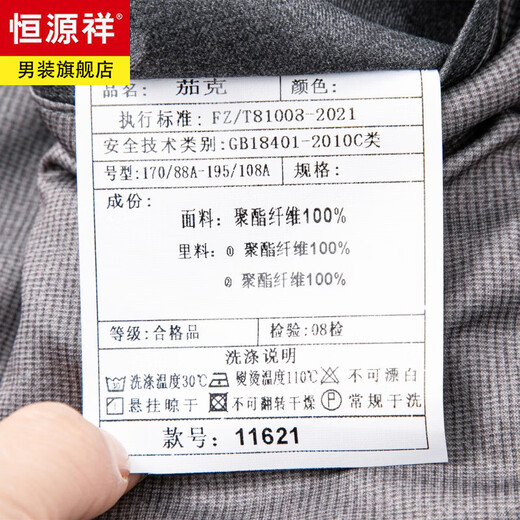 恒源祥
男装旗舰店
品名: 茄克 颜色:
执行标准: FZ/T81008-2021
安全技术类别:GB18401-2010C类
号型:170/88A-195/108A 规格:
成份:
面料: 聚酯纤维100%
里料: ① 聚酯纤维100%
② 聚酯纤维100%
等级:合格品 检验:08检
洗涤说明
洗涤温度30℃ 熨烫温度110℃ 不可漂白
悬挂晾干 不可翻转干燥 Ⓟ 常规干洗
款号: 11621